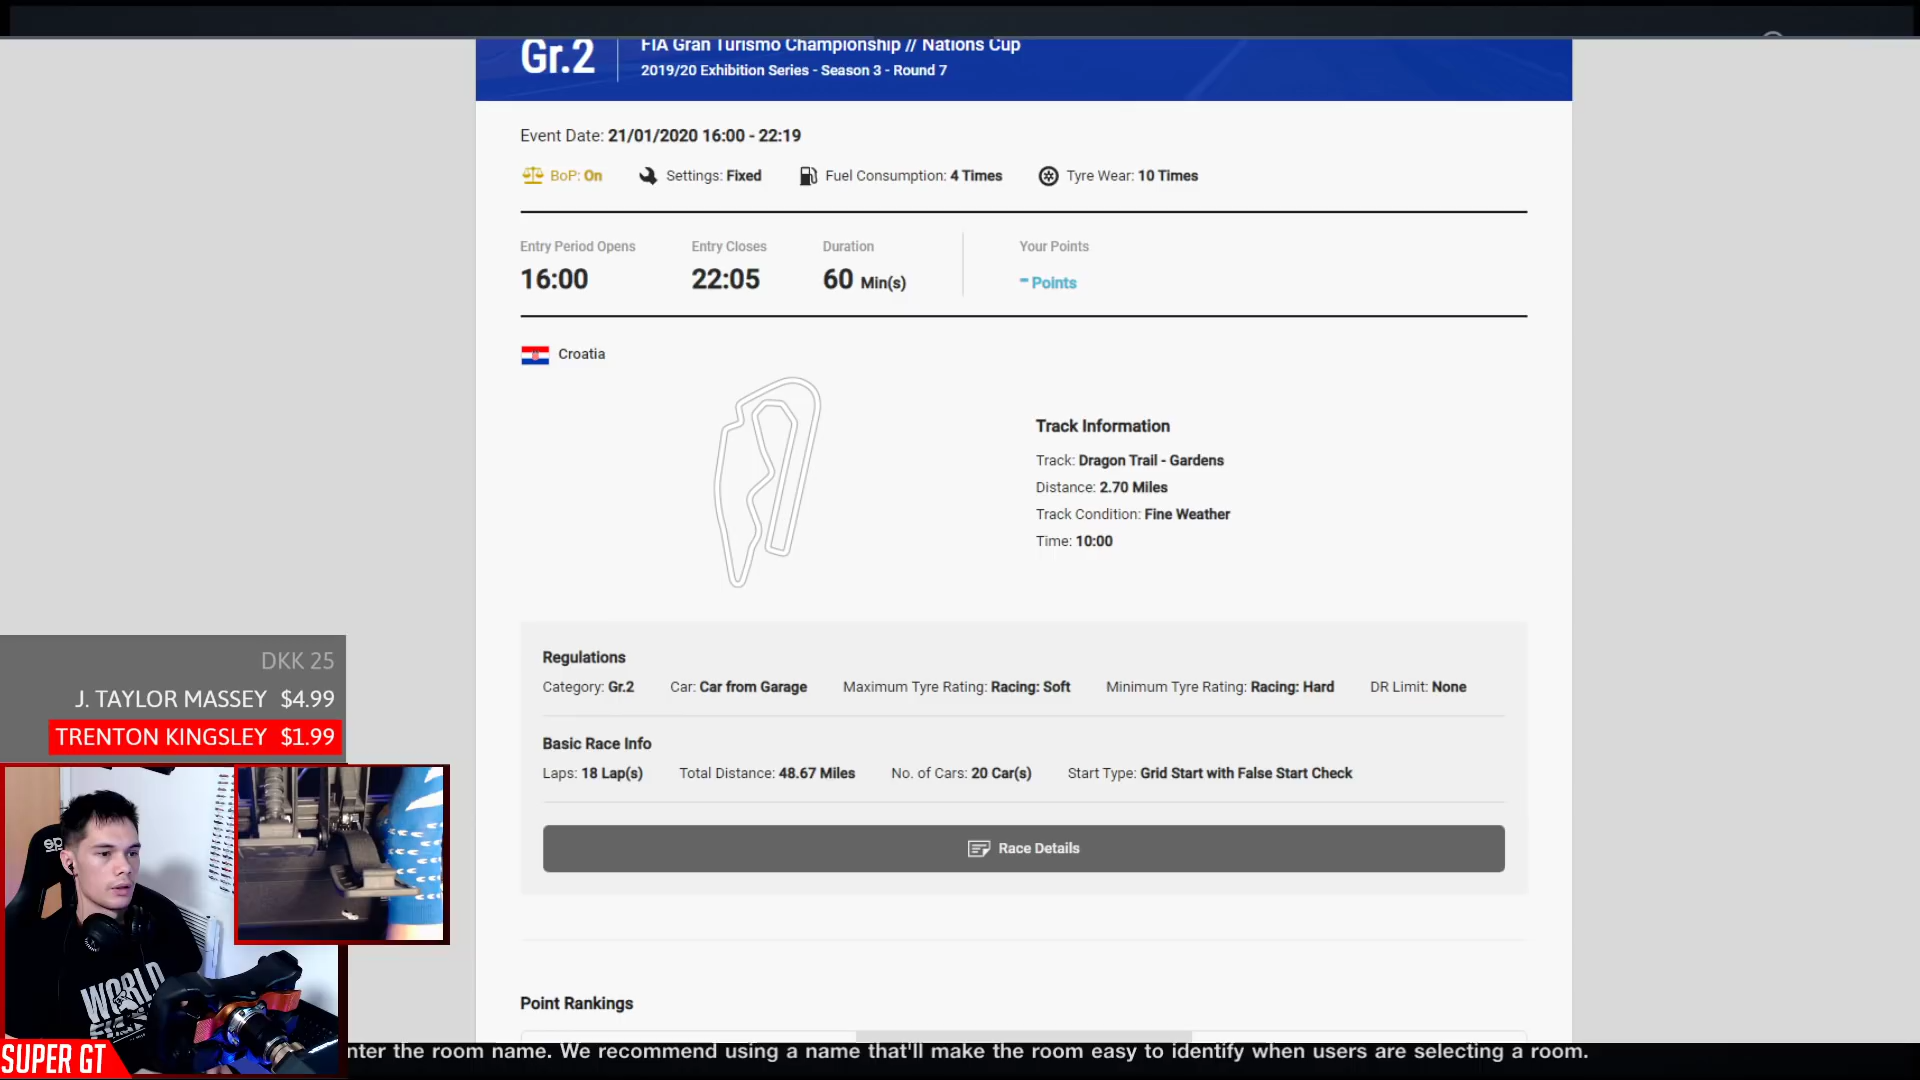 Gr.2
FIA Gran Turismo Championship // Nations Cup
2019/20 Exhibition Series - Season 3 - Round 7
Event Date: 21/01/2020 16:00 - 22:19
BoP: On
Settings: Fixed
Fuel Consumption: 4 Times
Tyre Wear: 10 Times
Entry Period Opens
16:00
Entry Closes
22:05
Duration
60 Min(s)
Your Points
- Points
Croatia
Track Information
Track: Dragon Trail - Gardens
Distance: 2.70 Miles
Track Condition: Fine Weather
Time: 10:00
Regulations
Category: Gr.2 Car: Car from Garage Maximum Tyre Rating: Racing: Soft Minimum Tyre Rating: Racing: Hard DR Limit: None
Basic Race Info
Laps: 18 Lap(s) Total Distance: 48.67 Miles No. of Cars: 20 Car(s) Start Type: Grid Start with False Start Check
Race Details
Point Rankings
DKK 25
J. TAYLOR MASSEY $4.99
TRENTON KINGSLEY $1.99
WORLD
SUPER GT
nter the room name. We recommend using a name that'll make the room easy to identify when users are selecting a room.